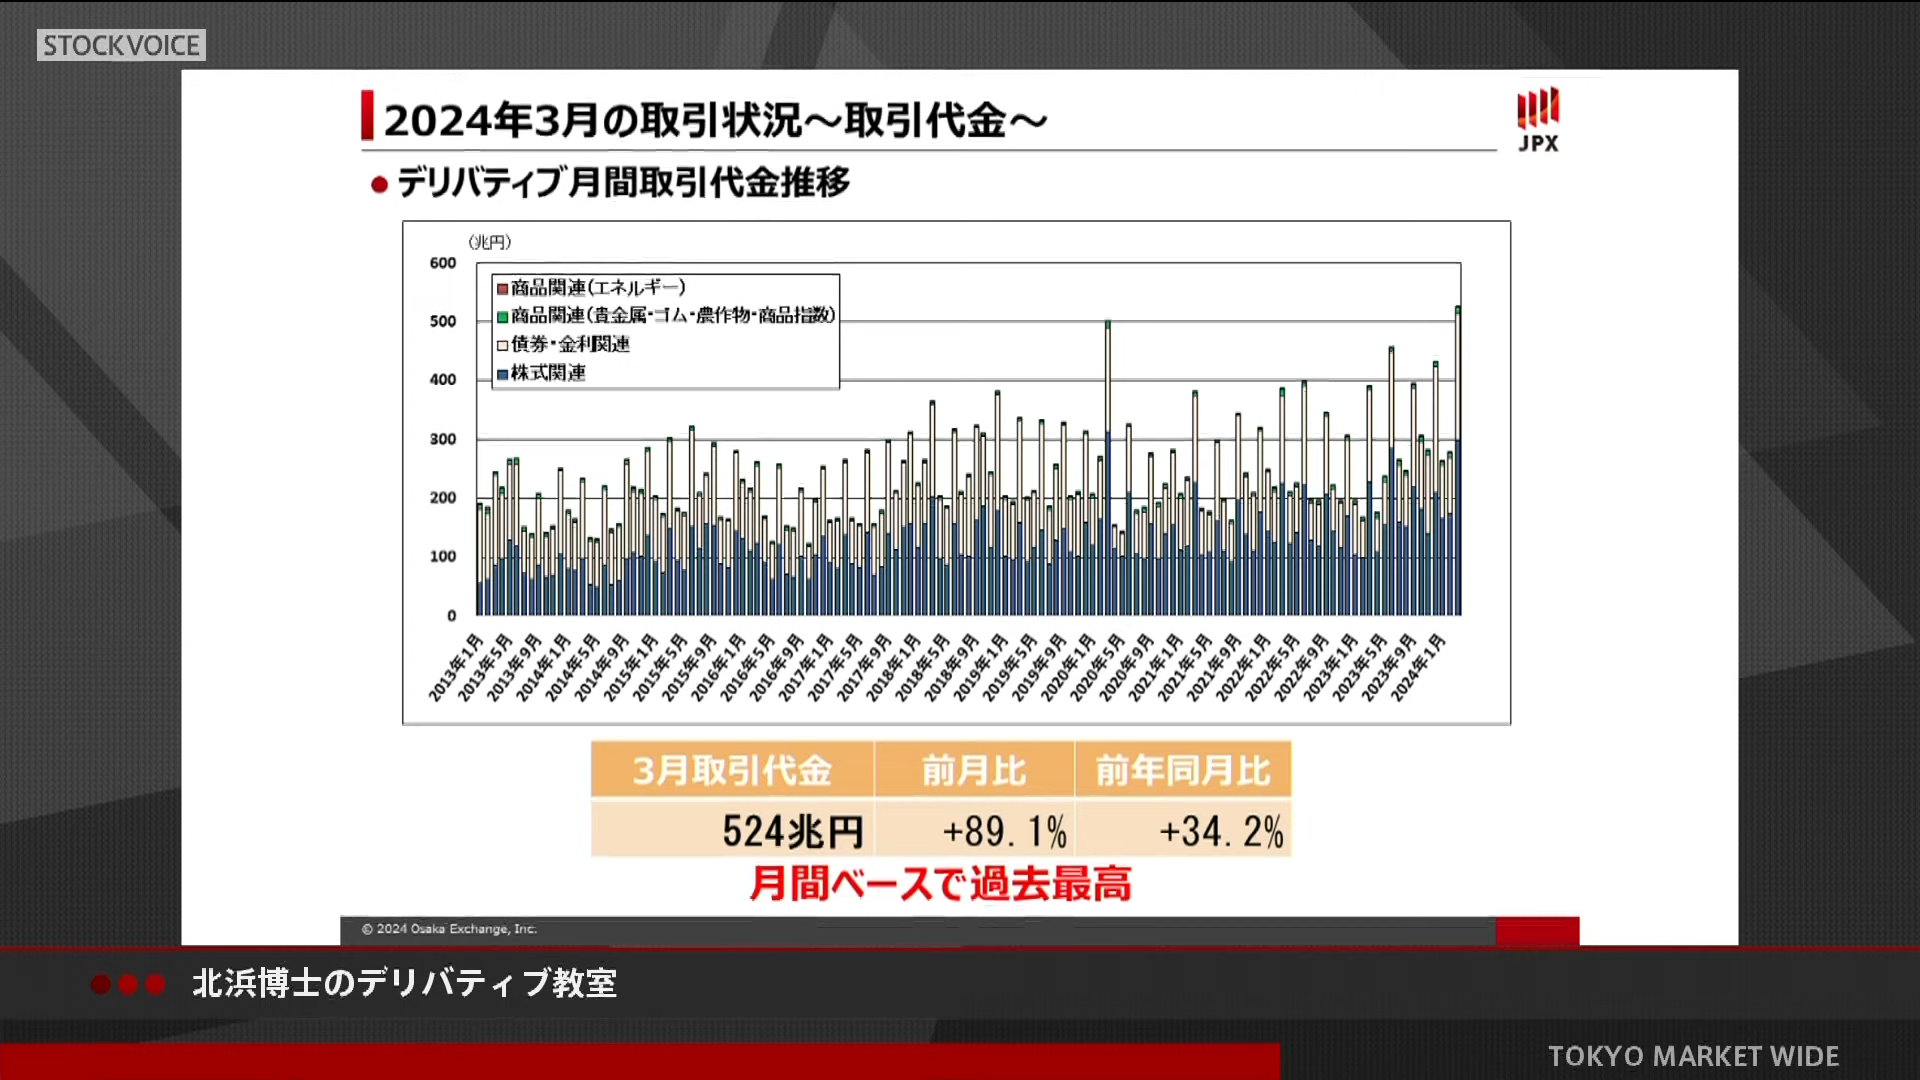 STOCKVOICE
2024年3月の取引状況～取引代金～
JPX
●デリバティブ月間取引代金推移
(兆円)
600
500
400
300
200
100
0
商品関連(エネルギー)
商品関連(貴金属・ゴム・農作物・商品指数)
債券・金利関連
株式関連
2013年1月
2013年5月
2013年9月
2014年1月
2014年5月
2014年9月
2015年1月
2015年5月
2015年9月
2016年1月
2016年5月
2016年9月
2017年1月
2017年5月
2017年9月
2018年1月
2018年5月
2018年9月
2019年1月
2019年5月
2019年9月
2020年1月
2020年5月
2020年9月
2021年1月
2021年5月
2021年9月
2022年1月
2022年5月
2022年9月
2023年1月
2023年5月
2023年9月
2024年1月
3月取引代金 前月比 前年同月比
524兆円 +89.1% +34.2%
月間ベースで過去最高
© 2024 Osaka Exchange, Inc.
北浜博士のデリバティブ教室
TOKYO MARKET WIDE